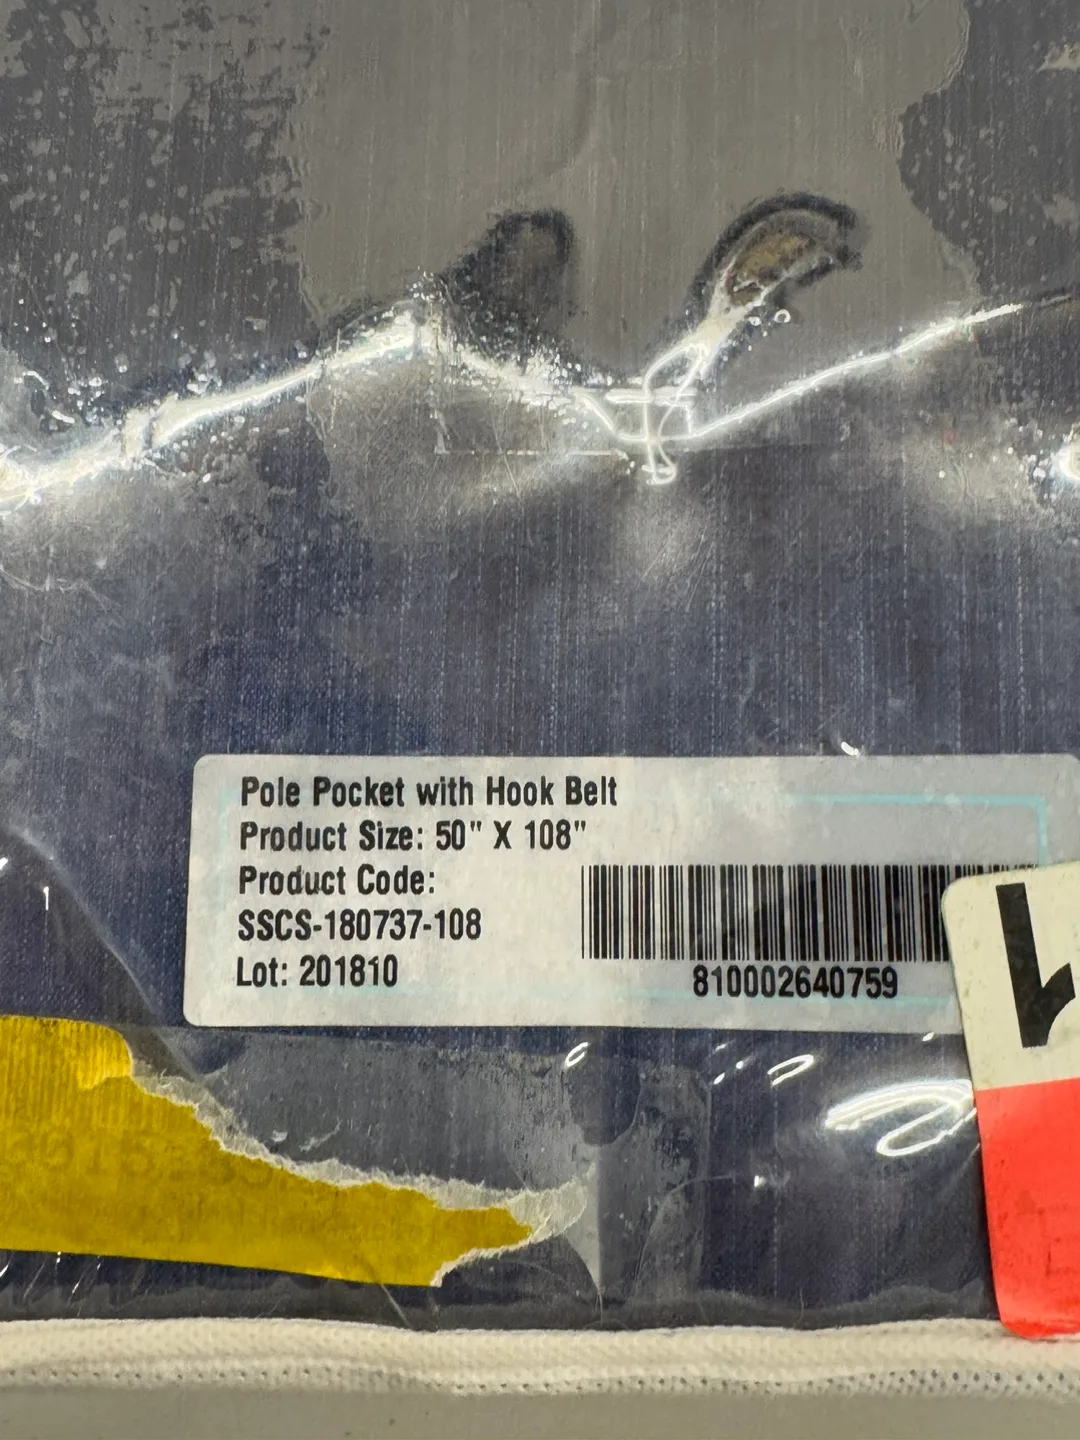 Pole Pocket with Hook Belt
Product Size: 50" X 108"
Product Code:
SSCS-180737-108
Lot: 201810
810002640759